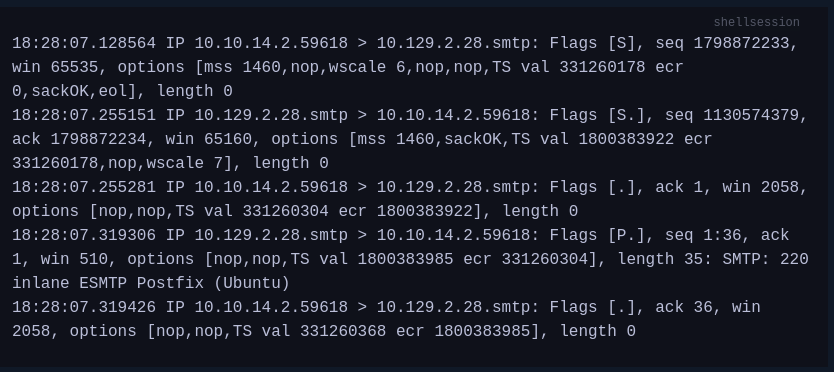 shellsession
18:28:07.128564 IP 10.10.14.2.59618 > 10.129.2.28.smtp: Flags [S], seq 1798872233,
win 65535, options [mss 1460,nop,wscale 6,nop,nop,TS val 331260178 ecr
0,sackOK,eol], length 0
18:28:07.255151 IP 10.129.2.28.smtp > 10.10.14.2.59618: Flags [S.], seq 1130574379,
ack 1798872234, win 65160, options [mss 1460,sackOK,TS val 1800383922 ecr
331260178,nop,wscale 7], length 0
18:28:07.255281 IP 10.10.14.2.59618 > 10.129.2.28.smtp: Flags [.], ack 1, win 2058,
options [nop,nop,TS val 331260304 ecr 1800383922], length 0
18:28:07.319306 IP 10.129.2.28.smtp > 10.10.14.2.59618: Flags [P.], seq 1:36, ack
1, win 510, options [nop,nop,TS val 1800383985 ecr 331260304], length 35: SMTP: 220
inlane ESMTP Postfix (Ubuntu)
18:28:07.319426 IP 10.10.14.2.59618 > 10.129.2.28.smtp: Flags [.], ack 36, win
2058, options [nop,nop,TS val 331260368 ecr 1800383985], length 0